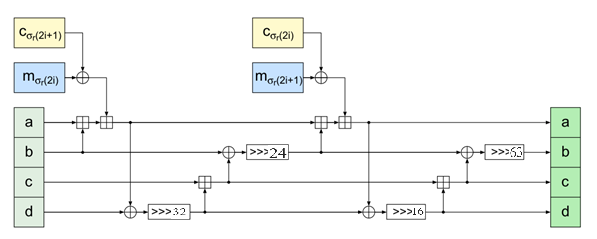 cσr(2i+1) cσr(2i)
mσr(2i) mσr(2i+1)
a a
b >>>24 >>>63 b
c c
d >>>32 >>>16 d